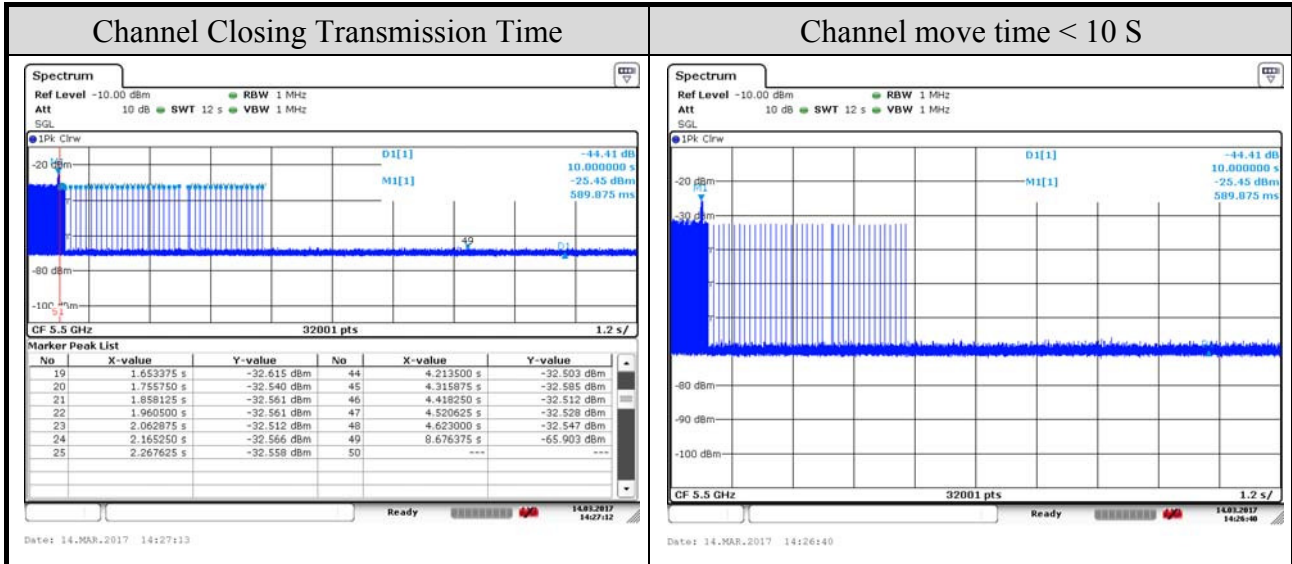 Channel Closing Transmission Time
Spectrum
Ref Level -10.00 dBm RBW 1 MHz
Att 10 dB SWT 12 s VBW 1 MHz
SGL
1Pk Clrw
D1[1] -44.41 dB
10.000000 s
M1[1] -25.45 dBm
589.875 ms
-20 dBm
49
D1
-80 dBm
S1
CF 5.5 GHz 32001 pts 1.2 s/
Marker Peak List
No X-value Y-value No X-value Y-value
19 1.653375 s -32.615 dBm 44 4.213500 s -32.503 dBm
20 1.755750 s -32.540 dBm 45 4.315875 s -32.585 dBm
21 1.858125 s -32.561 dBm 46 4.418250 s -32.512 dBm
22 1.960500 s -32.561 dBm 47 4.520625 s -32.528 dBm
23 2.062875 s -32.512 dBm 48 4.623000 s -32.547 dBm
24 2.165250 s -32.566 dBm 49 8.676375 s -65.903 dBm
25 2.267625 s -32.558 dBm 50 --- ---
Ready 14.03.2017
14:27:12
Date: 14.MAR.2017 14:27:13
Channel move time < 10 S
Spectrum
Ref Level -10.00 dBm RBW 1 MHz
Att 10 dB SWT 12 s VBW 1 MHz
SGL
1Pk Clrw
D1[1] -44.41 dB
10.000000 s
M1[1] -25.45 dBm
589.875 ms
-20 dBm
M1
-30 dBm
-80 dBm
-90 dBm
-100 dBm
CF 5.5 GHz 32001 pts 1.2 s/
Ready 14.03.2017
14:26:40
Date: 14.MAR.2017 14:26:40